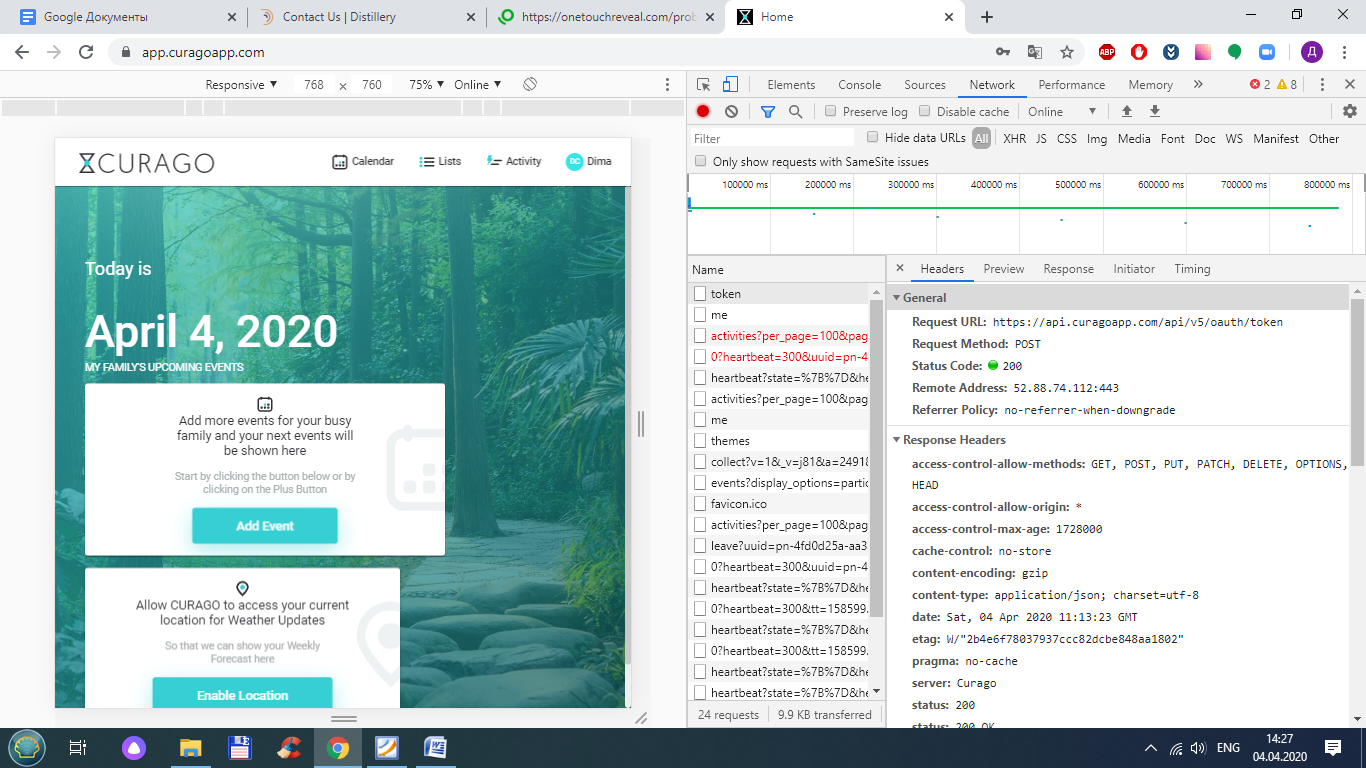 Google Документы
Contact Us | Distillery
https://onetouchreveal.com/prob
Home
app.curagoapp.com
ABP
Д
Responsive 768 x 760 75% Online
Elements Console Sources Network Performance Memory 2 8
Preserve log Disable cache Online
Filter Hide data URLs All XHR JS CSS Img Media Font Doc WS Manifest Other
Only show requests with SameSite issues
100000 ms 200000 ms 300000 ms 400000 ms 500000 ms 600000 ms 700000 ms 800000 ms
CURAGO
Calendar Lists Activity DC Dima
Today is
April 4, 2020
MY FAMILY'S UPCOMING EVENTS
Add more events for your busy
family and your next events will
be shown here
Start by clicking the button below or by
clicking on the Plus Button
Add Event
Allow CURAGO to access your current
location for Weather Updates
So that we can show your Weekly
Forecast here
Enable Location
Name
token
me
activities?per_page=100&pag
0?heartbeat=300&uuid=pn-4
heartbeat?state=%7B%7D&he
activities?per_page=100&pag
me
themes
collect?v=1&_v=j81&a=24918
events?display_options=partic
favicon.ico
activities?per_page=100&pag
leave?uuid=pn-4fd0d25a-aa3
0?heartbeat=300&uuid=pn-4
heartbeat?state=%7B%7D&he
0?heartbeat=300&tt=158599
heartbeat?state=%7B%7D&he
0?heartbeat=300&tt=158599
heartbeat?state=%7B%7D&he
heartbeat?state=%7B%7D&he
24 requests 9.9 KB transferred
Headers Preview Response Initiator Timing
General
Request URL: https://api.curagoapp.com/api/v5/oauth/token
Request Method: POST
Status Code: 200
Remote Address: 52.88.74.112:443
Referrer Policy: no-referrer-when-downgrade
Response Headers
access-control-allow-methods: GET, POST, PUT, PATCH, DELETE, OPTIONS,
HEAD
access-control-allow-origin: *
access-control-max-age: 1728000
cache-control: no-store
content-encoding: gzip
content-type: application/json; charset=utf-8
date: Sat, 04 Apr 2020 11:13:23 GMT
etag: W/"2b4e6f78037937ccc82dcbe848aa1802"
pragma: no-cache
server: Curago
status: 200
status: 200 OK
ENG
14:27
04.04.2020